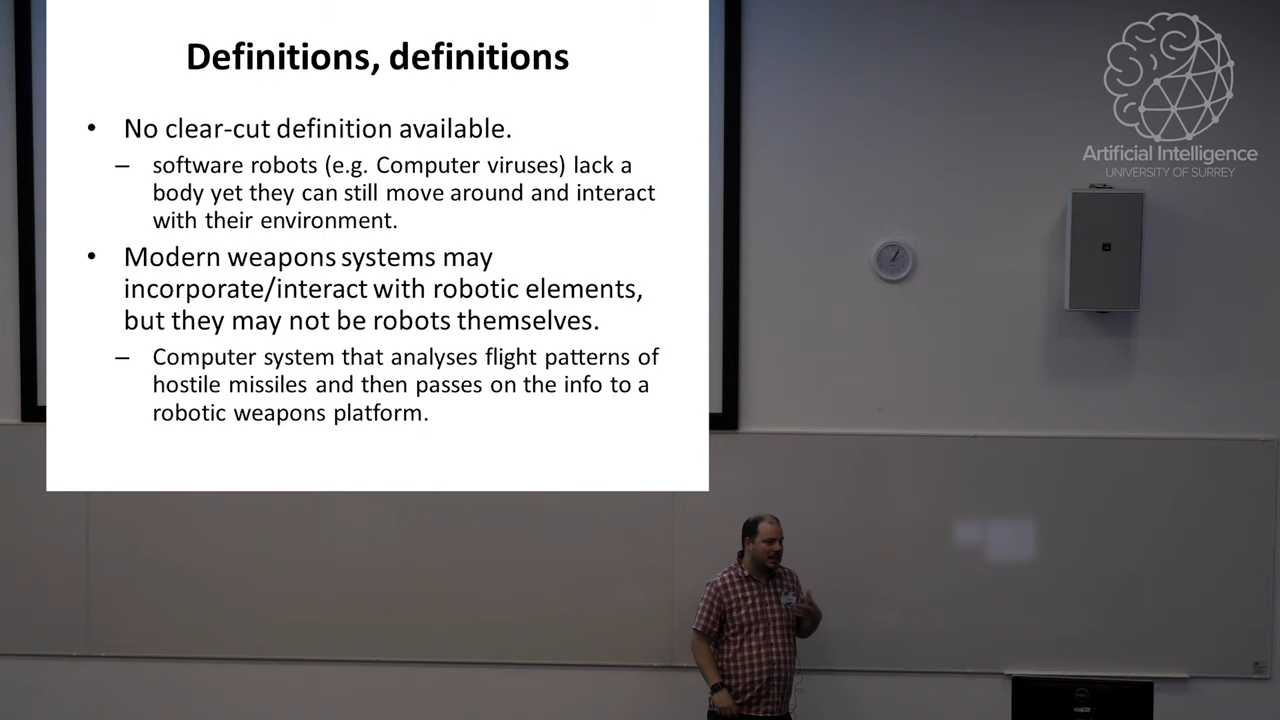 Definitions, definitions
• No clear-cut definition available.
– software robots (e.g. Computer viruses) lack a
body yet they can still move around and interact
with their environment.
• Modern weapons systems may
incorporate/interact with robotic elements,
but they may not be robots themselves.
– Computer system that analyses flight patterns of
hostile missiles and then passes on the info to a
robotic weapons platform.
Artificial Intelligence
UNIVERSITY OF SURREY